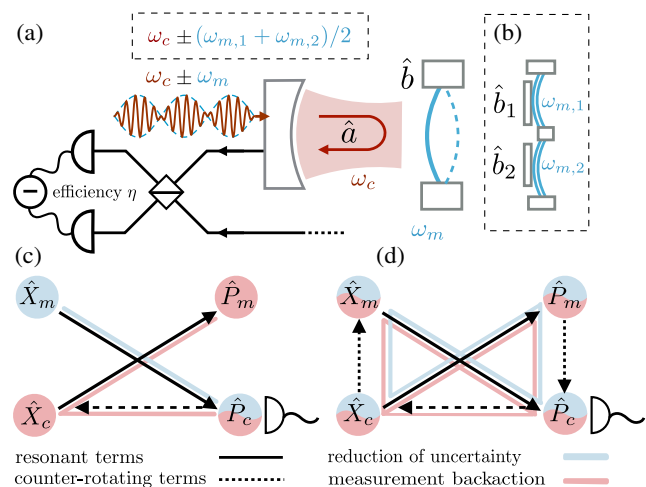 (a)
ω_c ± (ω_{m,1} + ω_{m,2})/2
(b)
ω_c ± ω_m
b̂
b̂_1
ω_{m,1}
â
b̂_2
ω_{m,2}
efficiency η
ω_c
ω_m
(c)
(d)
X̂_m
P̂_m
X̂_m
P̂_m
X̂_c
P̂_c
X̂_c
P̂_c
resonant terms
reduction of uncertainty
counter-rotating terms
measurement backaction